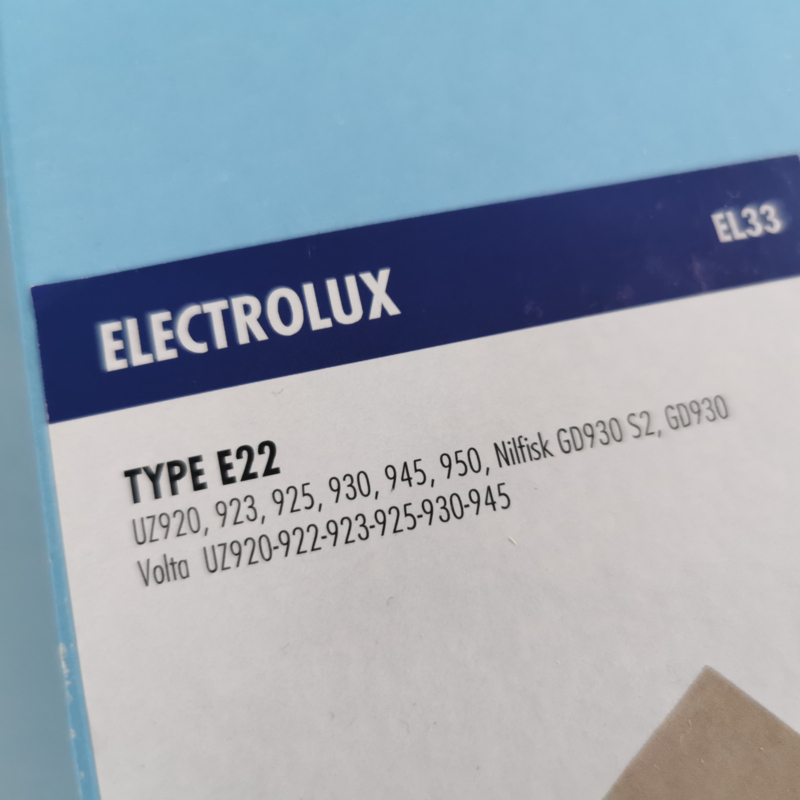 ELECTROLUX EL33
TYPE E22
UZ920, 923, 925, 930, 945, 950, Nilfisk GD930 S2, GD930
Volta UZ920-922-923-925-930-945